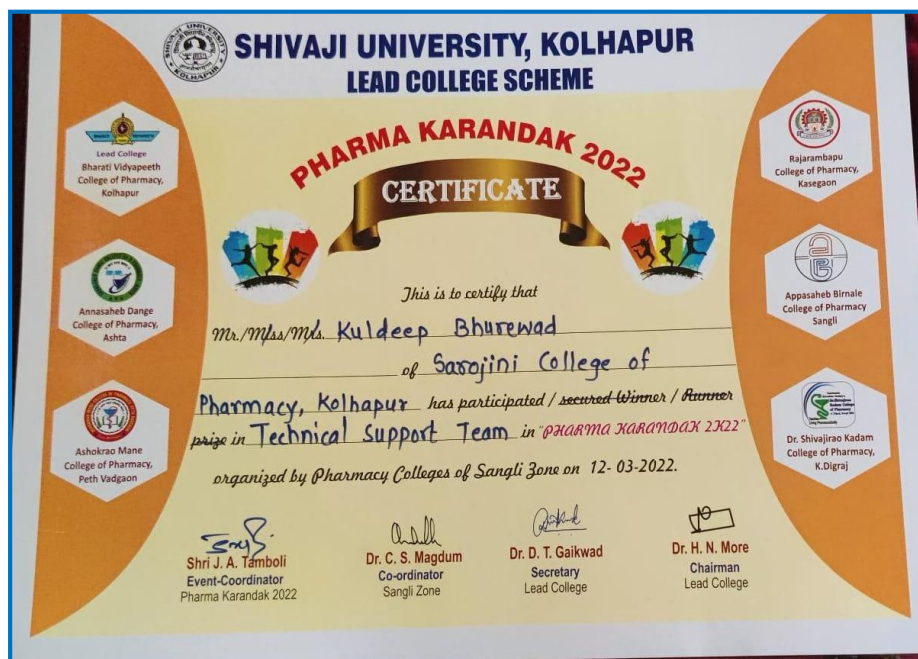 SHIVAJI UNIVERSITY
KOLHAPUR
SHIVAJI UNIVERSITY, KOLHAPUR
LEAD COLLEGE SCHEME
PHARMA KARANDAK 2022
CERTIFICATE
Lead College
Bharati Vidyapeeth
College of Pharmacy,
Kolhapur
Annasaheb Dange
College of Pharmacy,
Ashta
Ashokrao Mane
College of Pharmacy,
Peth Vadgaon
Rajarambapu
College of Pharmacy,
Kasegaon
Appasaheb Birnale
College of Pharmacy
Sangli
Dr. Shivajirao Kadam
College of Pharmacy,
K.Digraj
This is to certify that
Mr./Miss/Mrs. Kuldeep Bhurewad
of Sarojini College of
Pharmacy, Kolhapur has participated / secured Winner / Runner
prize in Technical Support Team in "PHARMA KARANDAK 2K22"
organized by Pharmacy Colleges of Sangli Zone on 12- 03-2022.
Shri J. A. Tamboli
Event-Coordinator
Pharma Karandak 2022
Dr. C. S. Magdum
Co-ordinator
Sangli Zone
Dr. D. T. Gaikwad
Secretary
Lead College
Dr. H. N. More
Chairman
Lead College